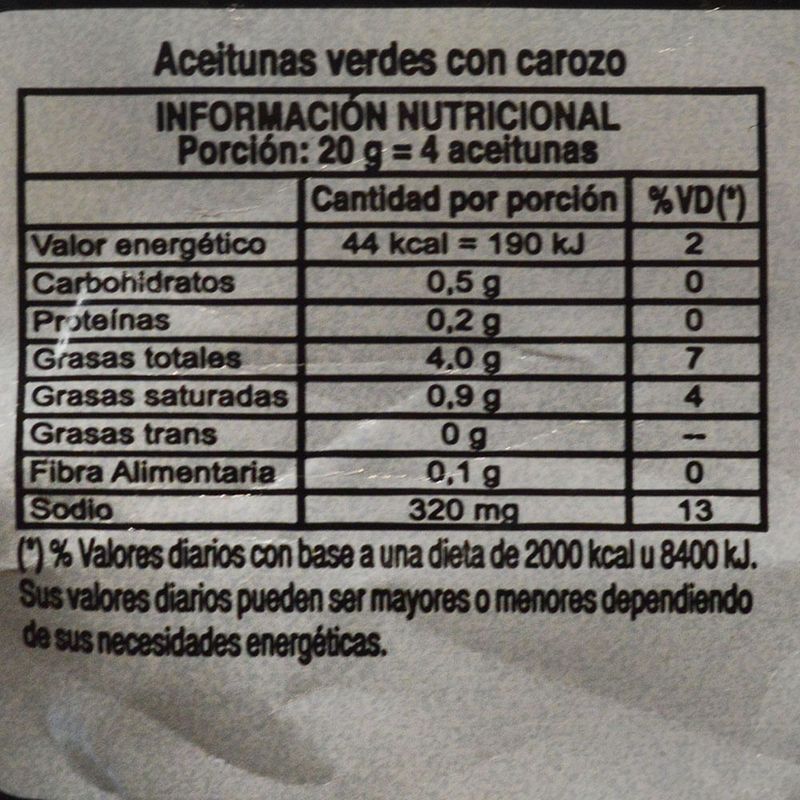 Aceitunas verdes con carozo
INFORMACIÓN NUTRICIONAL
Porción: 20 g = 4 aceitunas
Cantidad por porción %VD(*)
Valor energético 44 kcal = 190 kJ 2
Carbohidratos 0,5 g 0
Proteínas 0,2 g 0
Grasas totales 4,0 g 7
Grasas saturadas 0,9 g 4
Grasas trans 0 g --
Fibra Alimentaria 0,1 g 0
Sodio 320 mg 13
(*) % Valores diarios con base a una dieta de 2000 kcal u 8400 kJ.
Sus valores diarios pueden ser mayores o menores dependiendo
de sus necesidades energéticas.